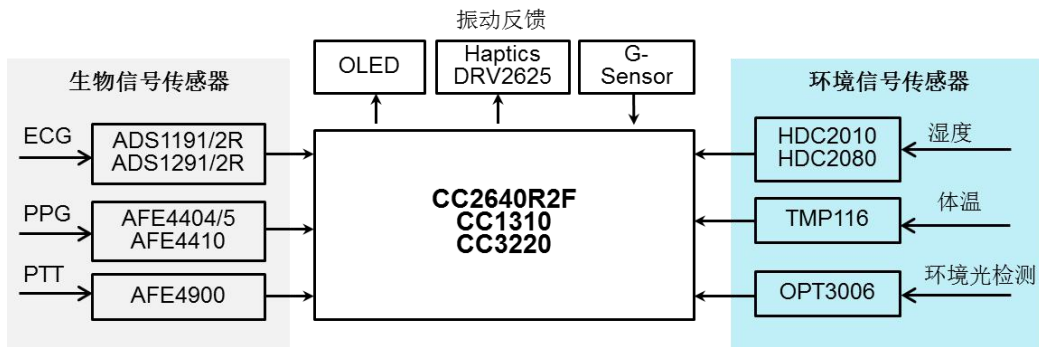 振动反馈
OLED
Haptics
DRV2625
G-
Sensor
生物信号传感器
ECG
ADS1191/2R
ADS1291/2R
PPG
AFE4404/5
AFE4410
PTT
AFE4900
CC2640R2F
CC1310
CC3220
环境信号传感器
HDC2010
HDC2080
湿度
TMP116
体温
OPT3006
环境光检测